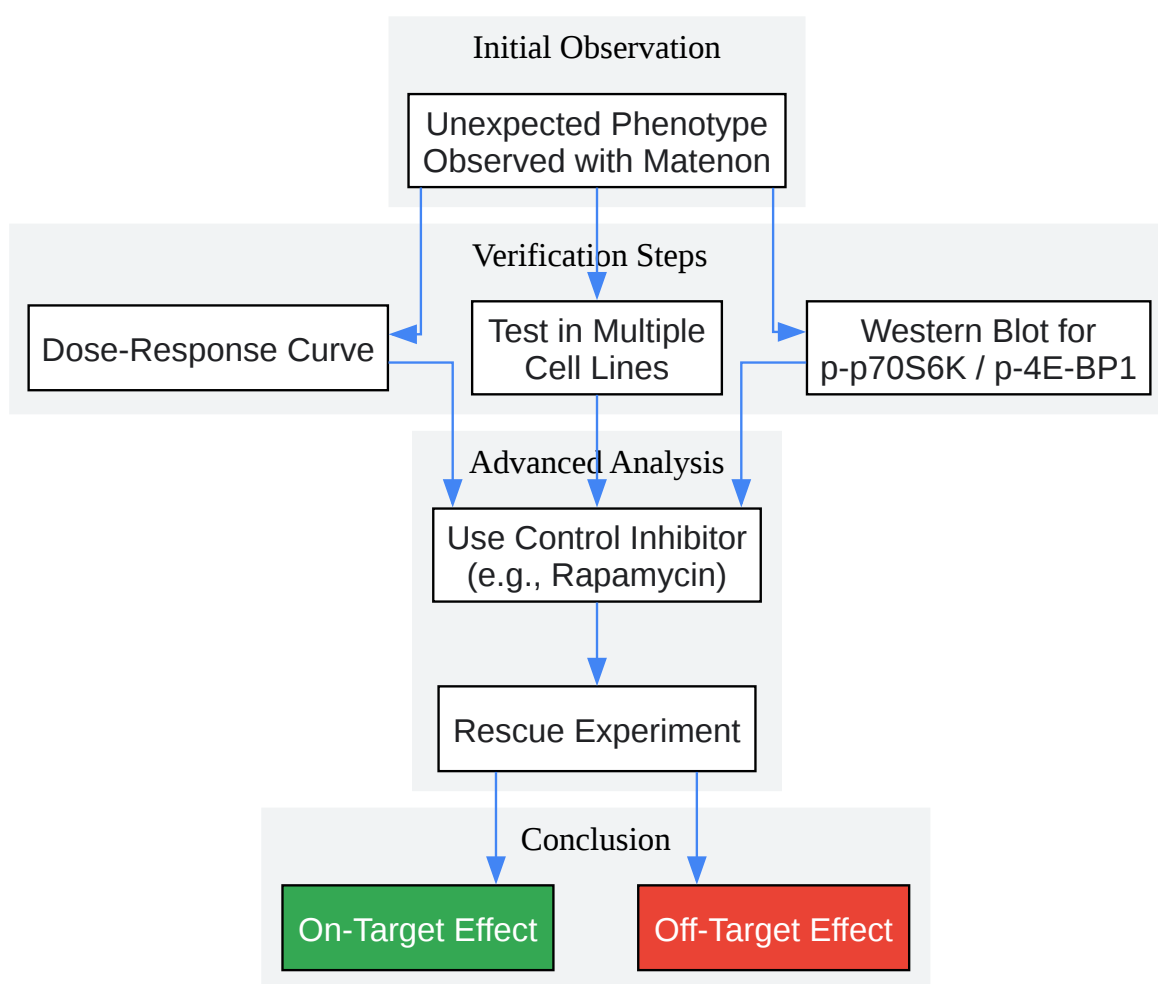 Initial Observation
Unexpected Phenotype
Observed with Matenon
Verification Steps
Dose-Response Curve
Test in Multiple
Cell Lines
Western Blot for
p-p70S6K / p-4E-BP1
Advanced Analysis
Use Control Inhibitor
(e.g., Rapamycin)
Rescue Experiment
Conclusion
On-Target Effect
Off-Target Effect